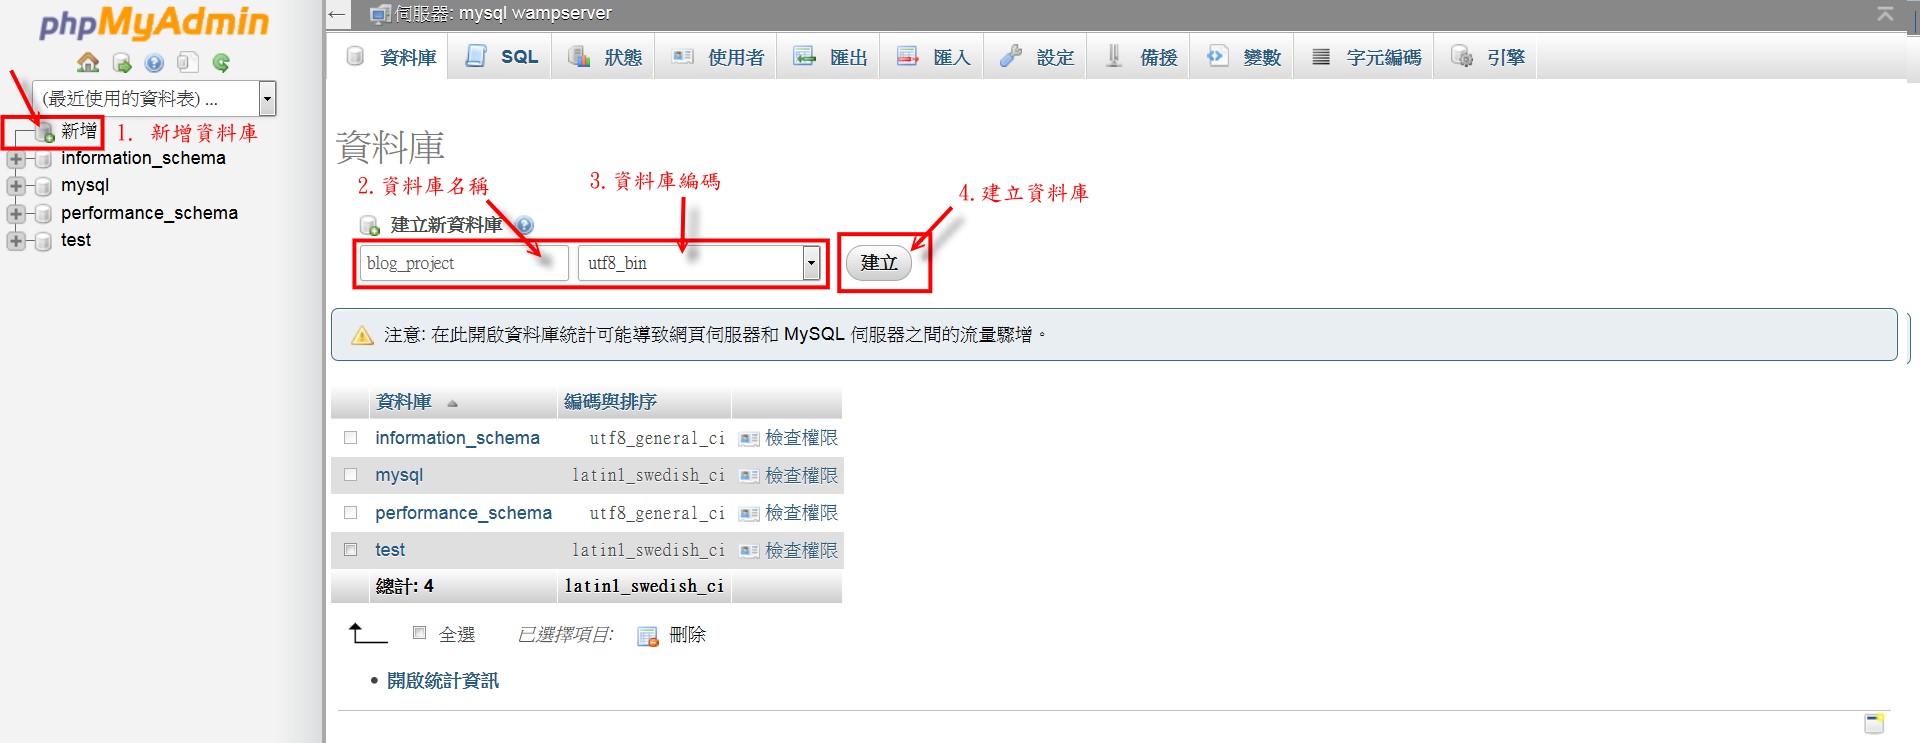 phpMyAdmin
(最近使用的資料表) ...
新增
1. 新增資料庫
information_schema
mysql
performance_schema
test
伺服器: mysql wampserver
資料庫 SQL 狀態 使用者 匯出 匯入 設定 備援 變數 字元編碼 引擎
資料庫
2.資料庫名稱
3.資料庫編碼
4.建立資料庫
建立新資料庫
blog_project utf8_bin 建立
注意: 在此開啟資料庫統計可能導致網頁伺服器和 MySQL 伺服器之間的流量驟增。
資料庫 編碼與排序
information_schema utf8_general_ci 檢查權限
mysql latin1_swedish_ci 檢查權限
performance_schema utf8_general_ci 檢查權限
test latin1_swedish_ci 檢查權限
總計: 4 latin1_swedish_ci
全選 已選擇項目: 刪除
• 開啟統計資訊